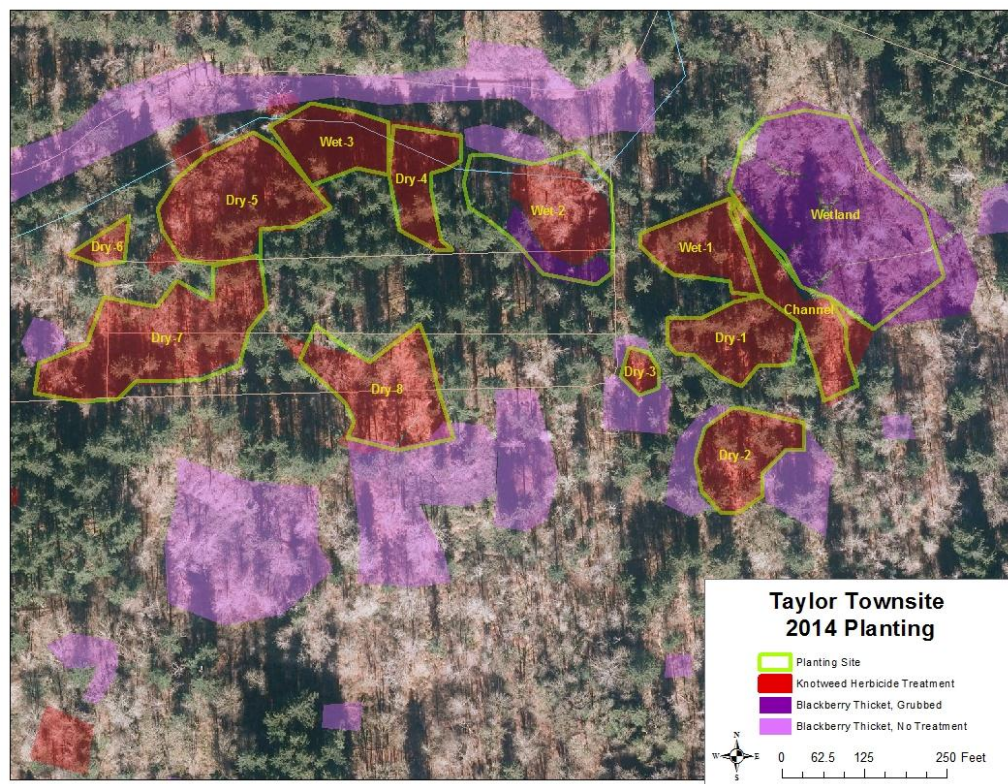 Wet-3
Dry-4
Dry-5
Wet-2
Wetland
Dry-6
Wet-1
Channel
Dry-7
Dry-1
Dry-3
Dry-8
Dry-2
Taylor Townsite
2014 Planting
Planting Site
Knotweed Herbicide Treatment
Blackberry Thicket, Grubbed
Blackberry Thicket, No Treatment
N
W E
S
0 62.5 125 250 Feet